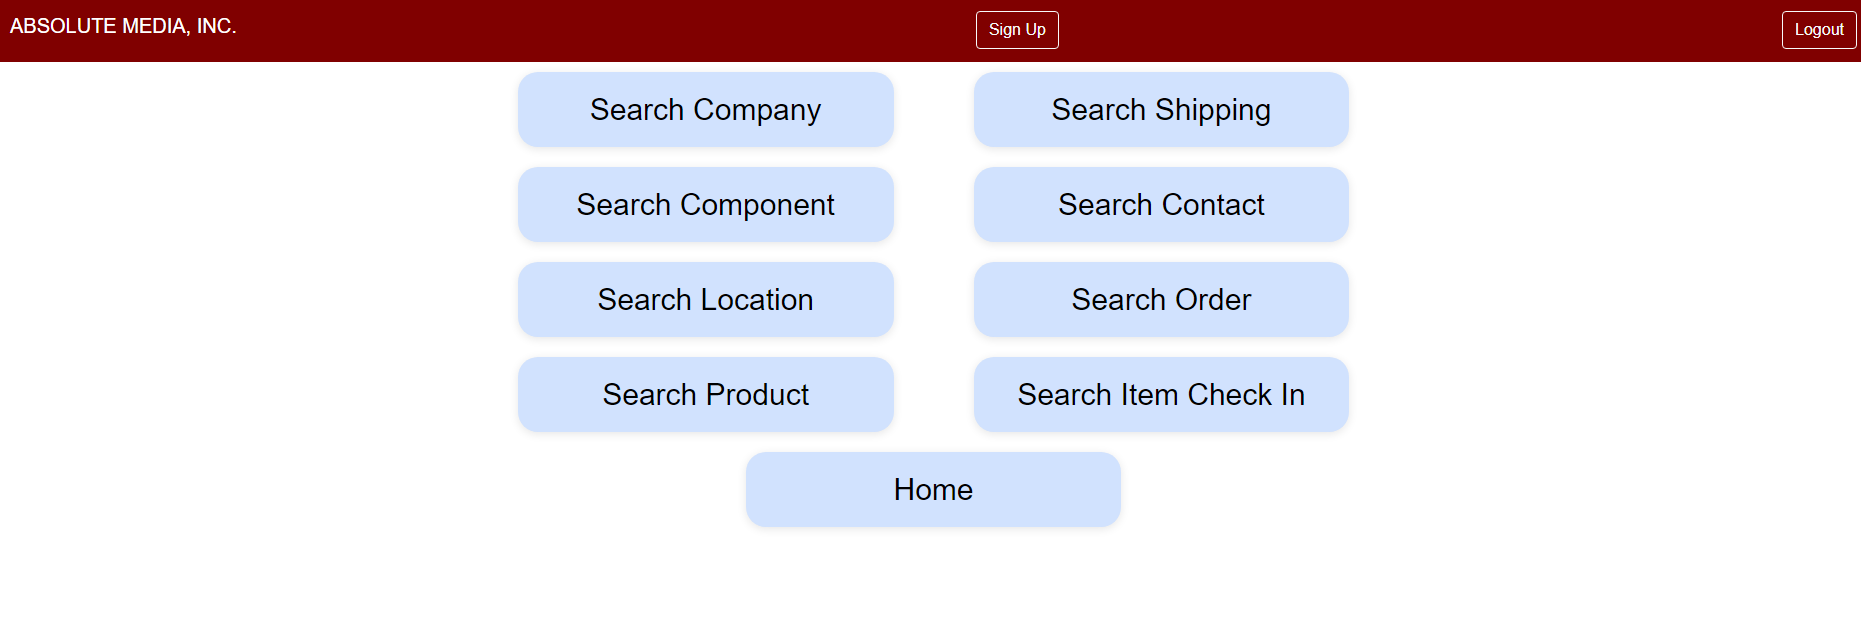 ABSOLUTE MEDIA, INC.
Sign Up
Logout
Search Company
Search Shipping
Search Component
Search Contact
Search Location
Search Order
Search Product
Search Item Check In
Home